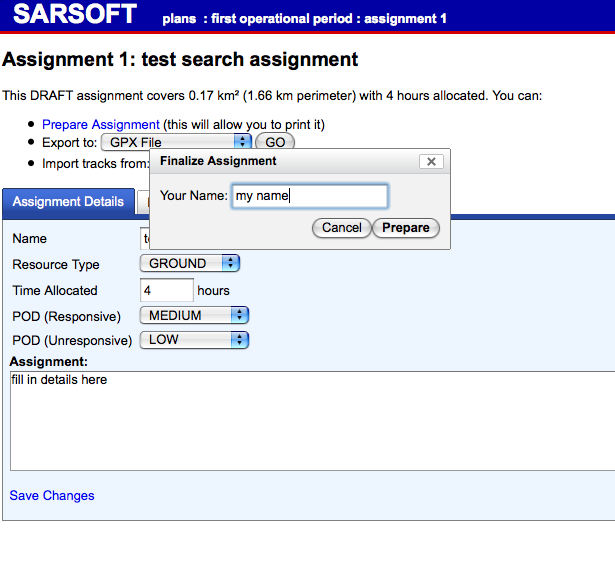 SARSOFT plans : first operational period : assignment 1
Assignment 1: test search assignment
This DRAFT assignment covers 0.17 km² (1.66 km perimeter) with 4 hours allocated. You can:
Prepare Assignment (this will allow you to print it)
Export to: GPX File GO
Import tracks from:
Finalize Assignment
Your Name: my name
Cancel Prepare
Assignment Details
Name
Resource Type GROUND
Time Allocated 4 hours
POD (Responsive) MEDIUM
POD (Unresponsive) LOW
Assignment:
fill in details here
Save Changes